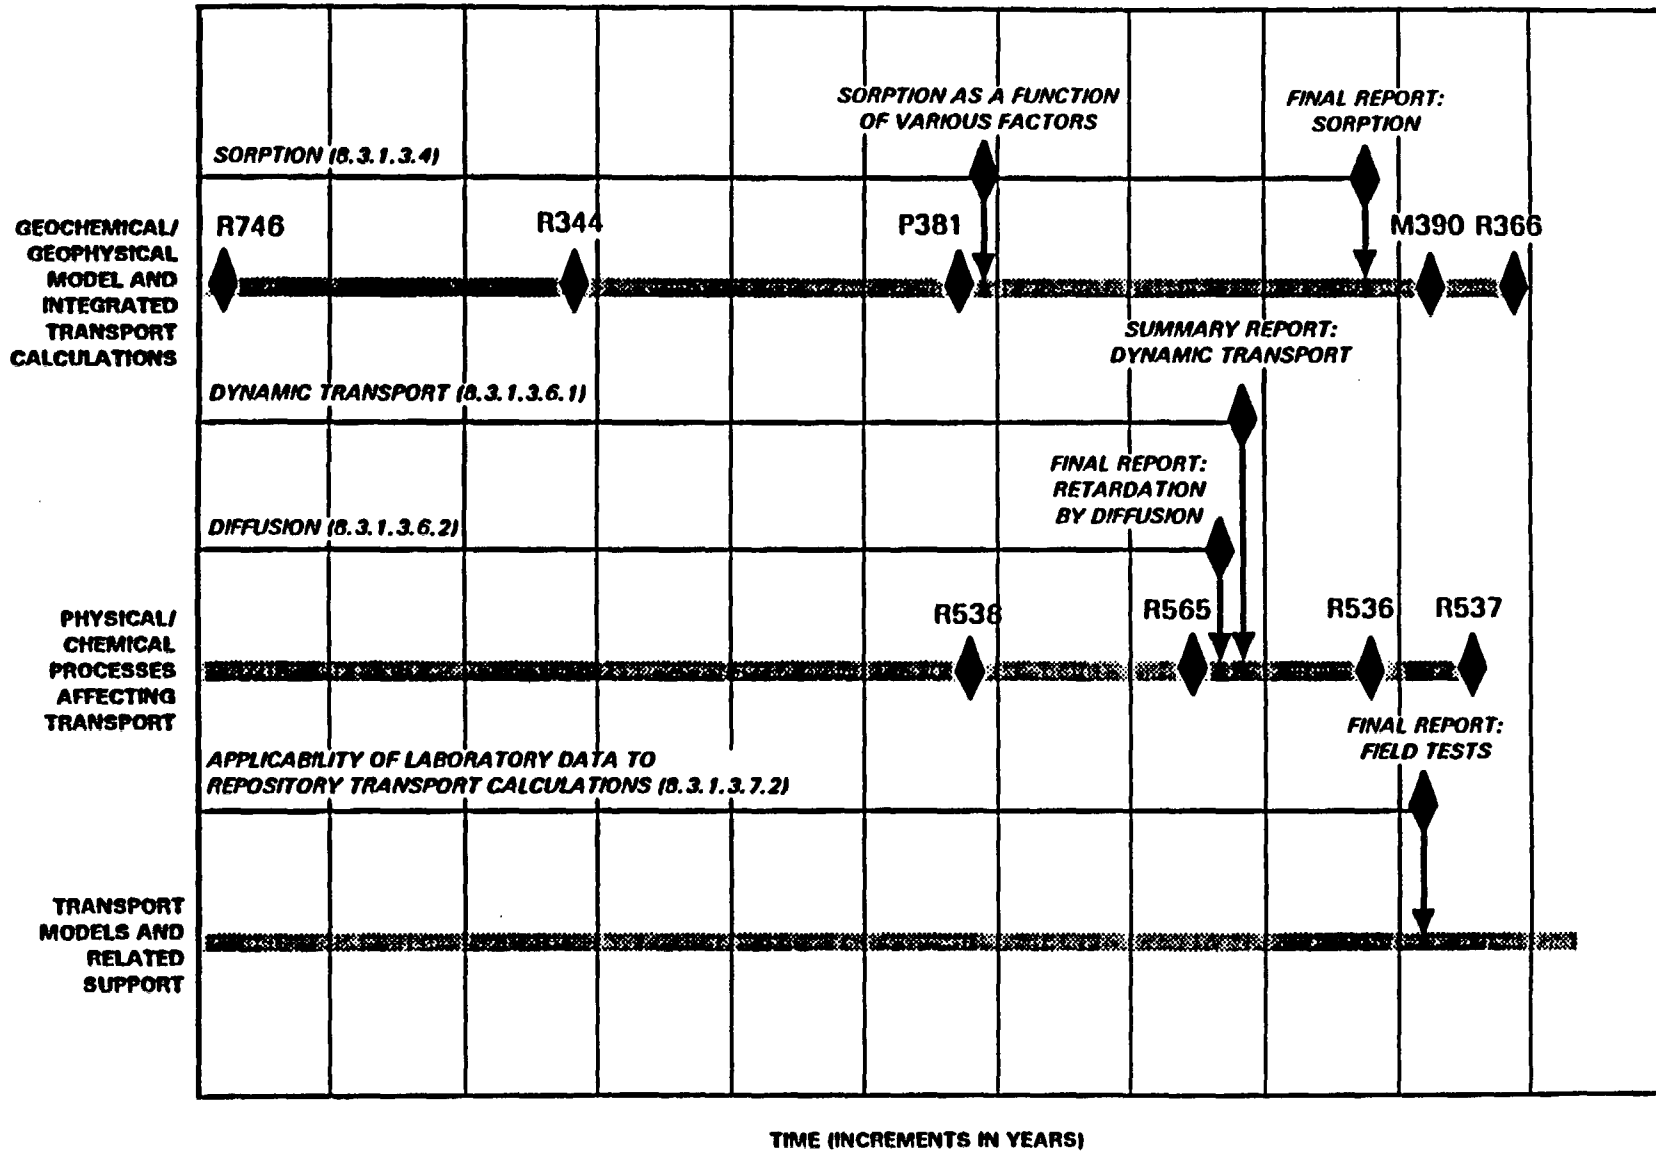 SORPTION AS A FUNCTION
OF VARIOUS FACTORS
FINAL REPORT:
SORPTION
SORPTION (8.3.1.3.4)
GEOCHEMICAL/
GEOPHYSICAL
MODEL AND
INTEGRATED
TRANSPORT
CALCULATIONS
R746
R344
P381
M390
R366
SUMMARY REPORT:
DYNAMIC TRANSPORT
DYNAMIC TRANSPORT (8.3.1.3.6.1)
FINAL REPORT:
RETARDATION
BY DIFFUSION
DIFFUSION (8.3.1.3.6.2)
PHYSICAL/
CHEMICAL
PROCESSES
AFFECTING
TRANSPORT
R538
R565
R536
R537
FINAL REPORT:
FIELD TESTS
APPLICABILITY OF LABORATORY DATA TO
REPOSITORY TRANSPORT CALCULATIONS (8.3.1.3.7.2)
TRANSPORT
MODELS AND
RELATED
SUPPORT
TIME (INCREMENTS IN YEARS)